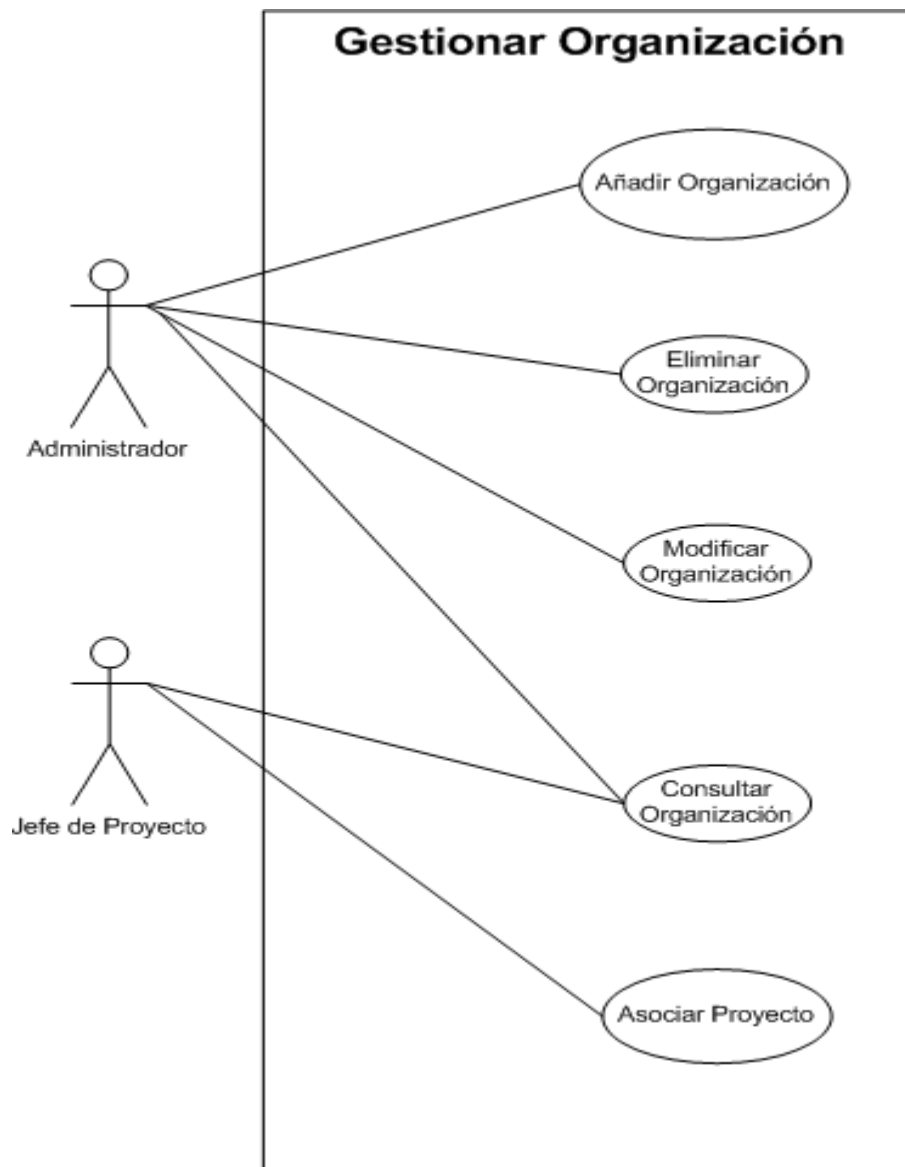 Gestionar Organización
Añadir Organización
Eliminar
Organización
Administrador
Modificar
Organización
Consultar
Organización
Jefe de Proyecto
Asociar Proyecto